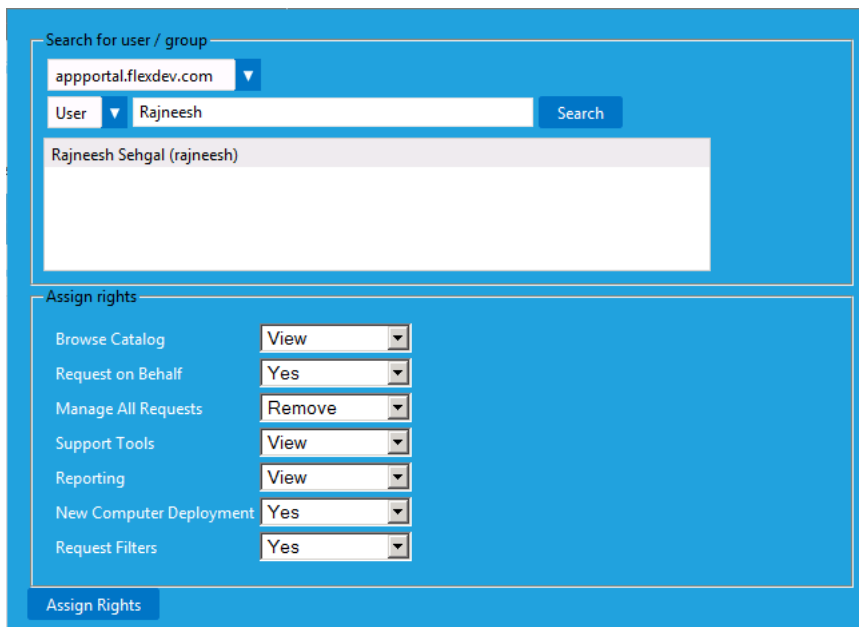 Search for user / group
appportal.flexdev.com
User Rajneesh Search
Rajneesh Sehgal (rajneesh)
Assign rights
Browse Catalog View
Request on Behalf Yes
Manage All Requests Remove
Support Tools View
Reporting View
New Computer Deployment Yes
Request Filters Yes
Assign Rights